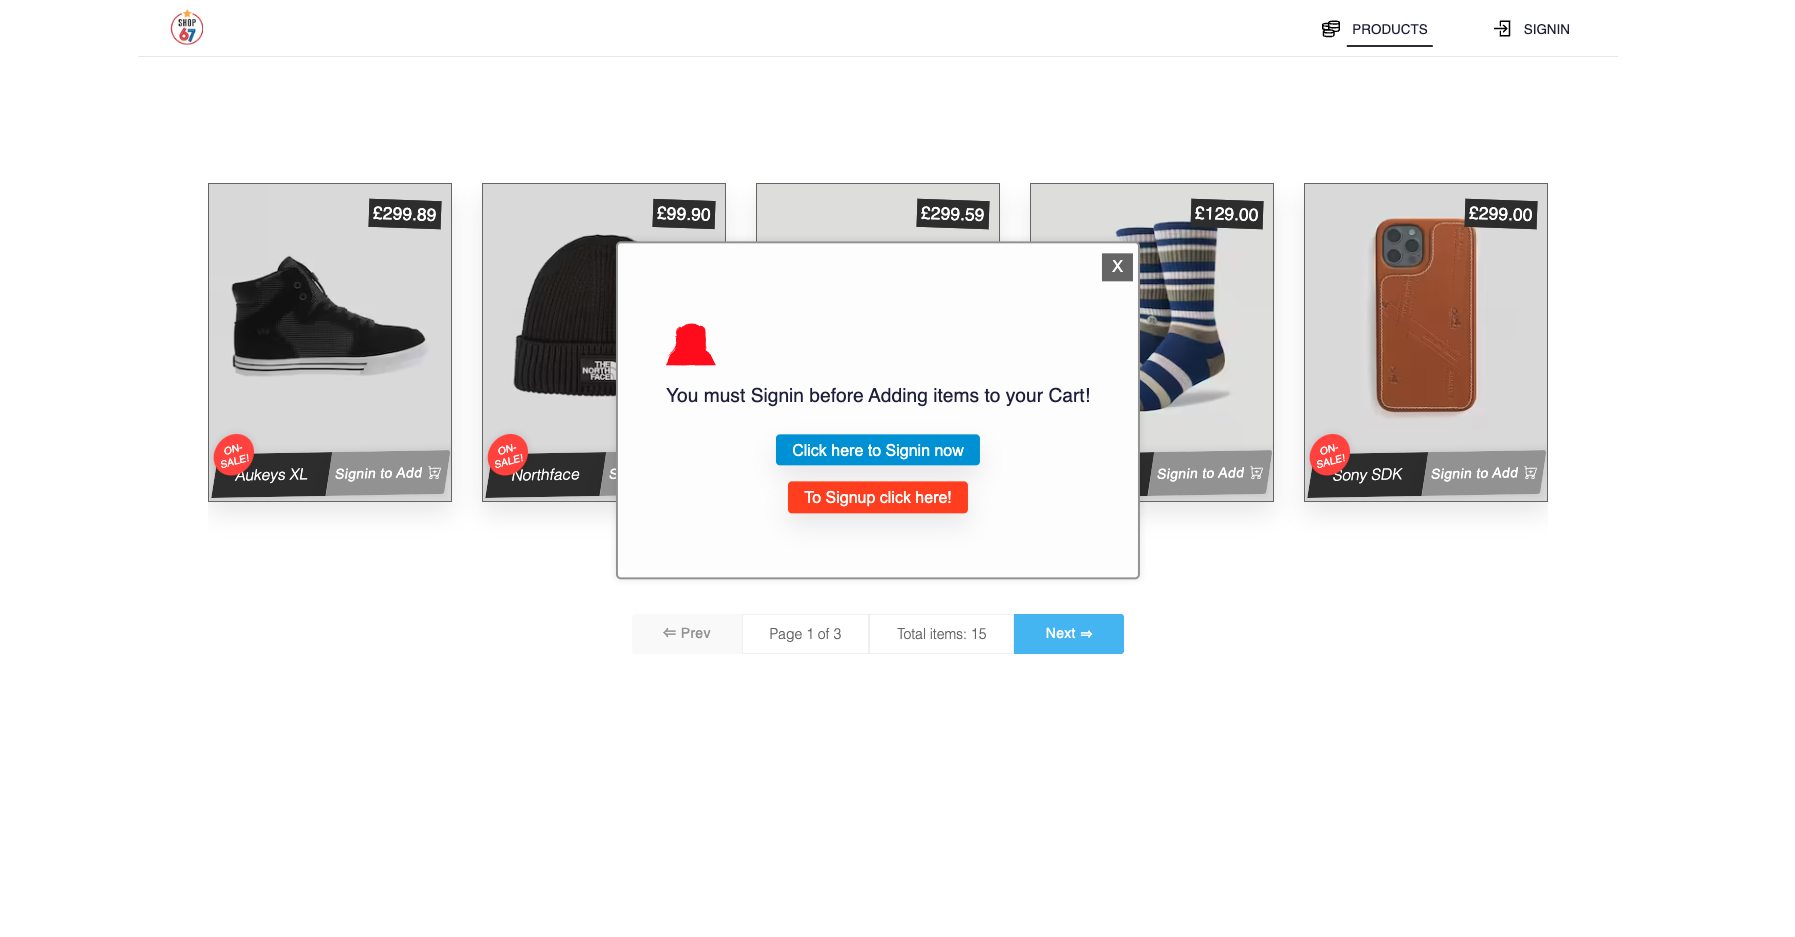 SHOP
67
PRODUCTS
SIGNIN
£299.89
£99.90
£299.59
£129.00
£299.00
X
THE
NORTH
FACE
You must Signin before Adding items to your Cart!
ON-
SALE!
Aukeys XL
Signin to Add
ON-
SALE!
Northface
S
Click here to Signin now
To Signup click here!
Signin to Add
ON-
SALE!
Sony SDK
Signin to Add
⇐ Prev
Page 1 of 3
Total items: 15
Next ⇒